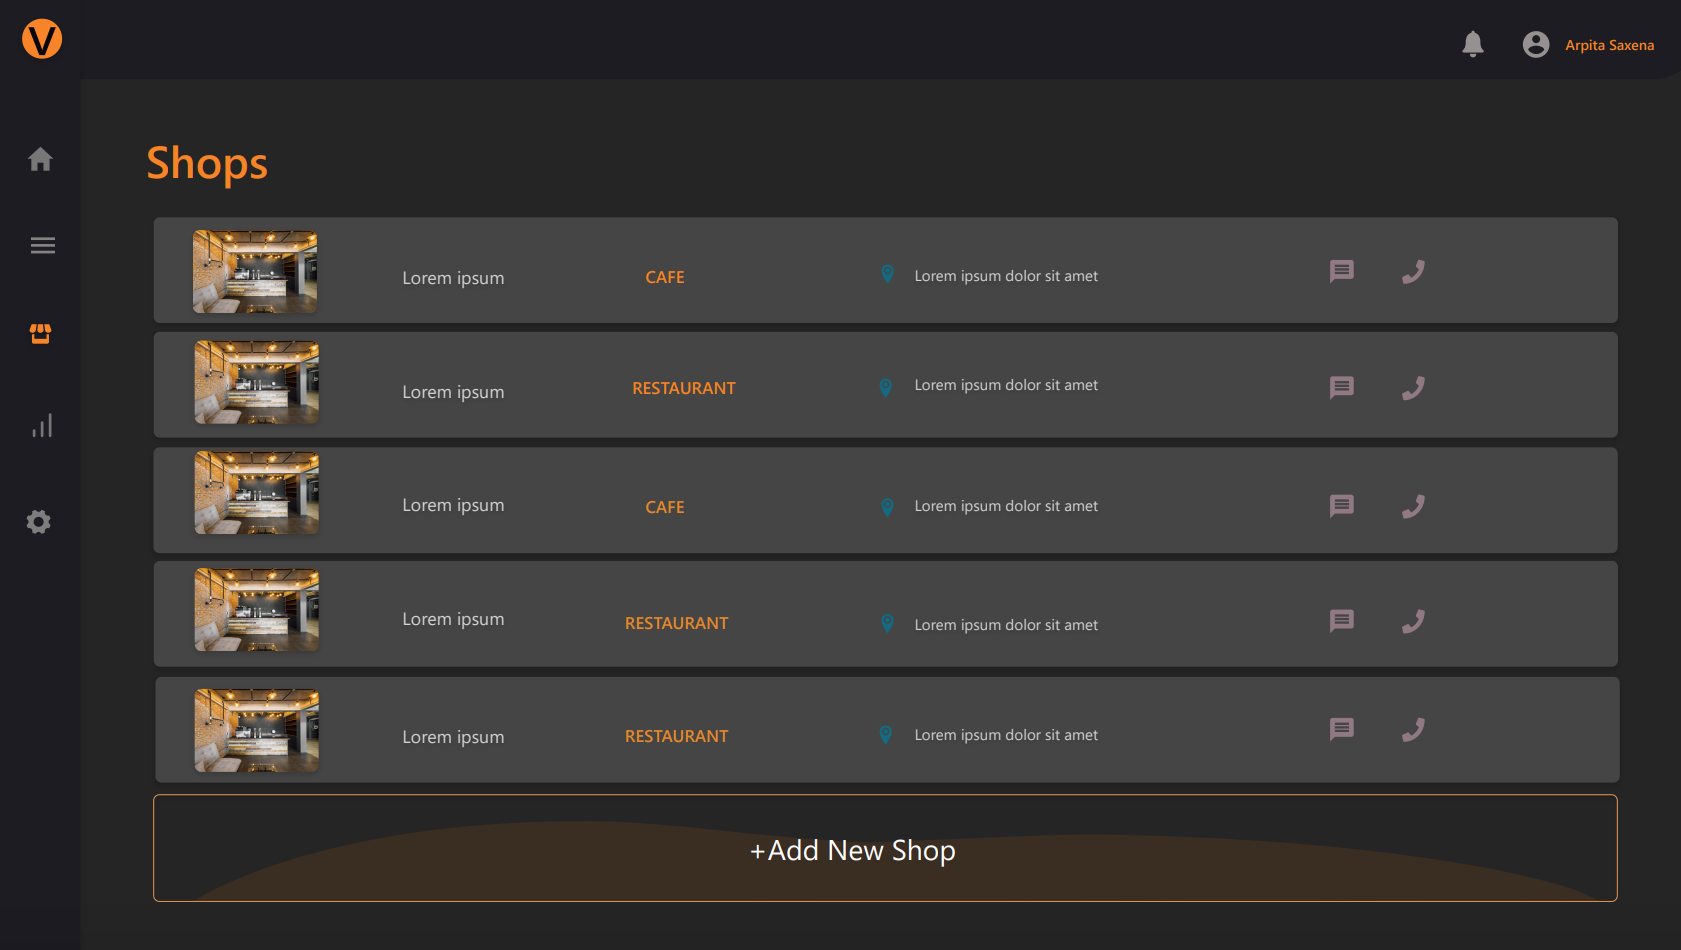 V
Arpita Saxena
Shops
Lorem ipsum CAFE Lorem ipsum dolor sit amet
Lorem ipsum RESTAURANT Lorem ipsum dolor sit amet
Lorem ipsum CAFE Lorem ipsum dolor sit amet
Lorem ipsum RESTAURANT Lorem ipsum dolor sit amet
Lorem ipsum RESTAURANT Lorem ipsum dolor sit amet
+Add New Shop